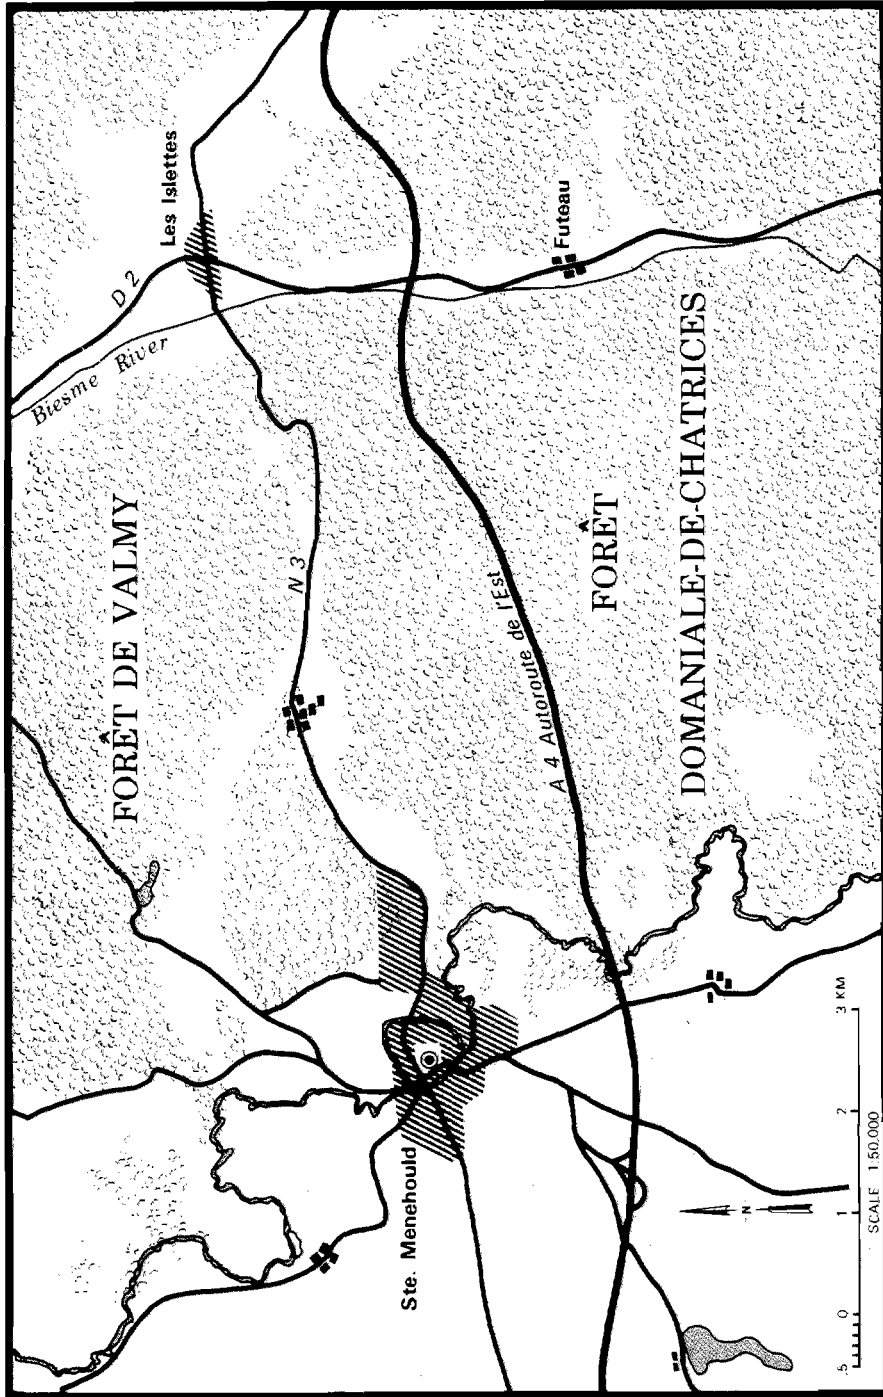 D 2
Les Islettes
Biesme River
FORÊT DE VALMY
N 3
A 4 Autoroute de l'Est
Futeau
FORÊT
DOMANIALE-DE-CHATRICES
Ste. Menehould
N
.5 0 1 2 3 KM
SCALE 1:50,000